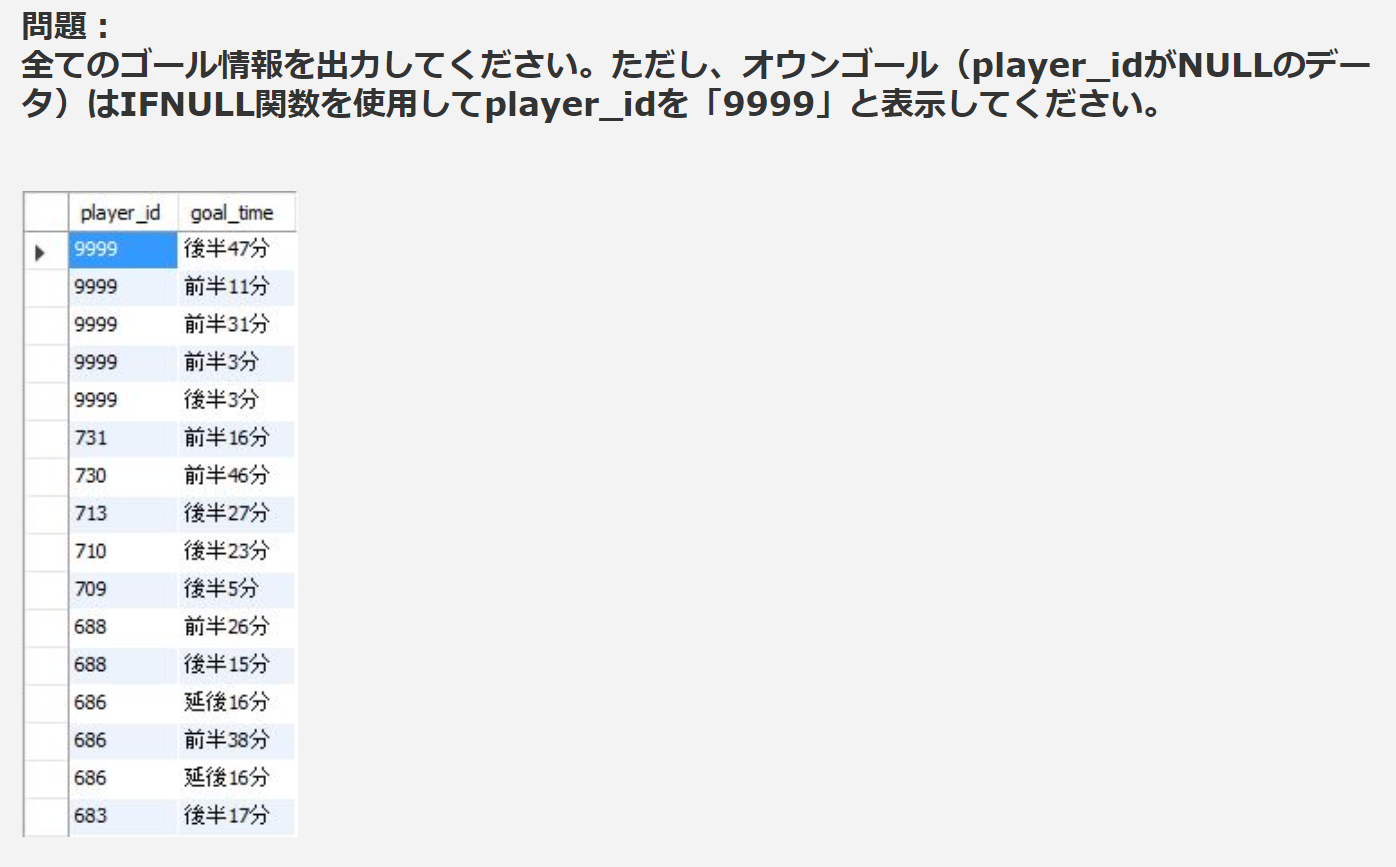 問題：
全てのゴール情報を出力してください。ただし、オウンゴール（player_idがNULLのデー
タ）はIFNULL関数を使用してplayer_idを「9999」と表示してください。
player_id goal_time
9999 後半47分
9999 前半11分
9999 前半31分
9999 前半3分
9999 後半3分
731 前半16分
730 前半46分
713 後半27分
710 後半23分
709 後半5分
688 前半26分
688 後半15分
686 延後16分
686 前半38分
686 延後16分
683 後半17分